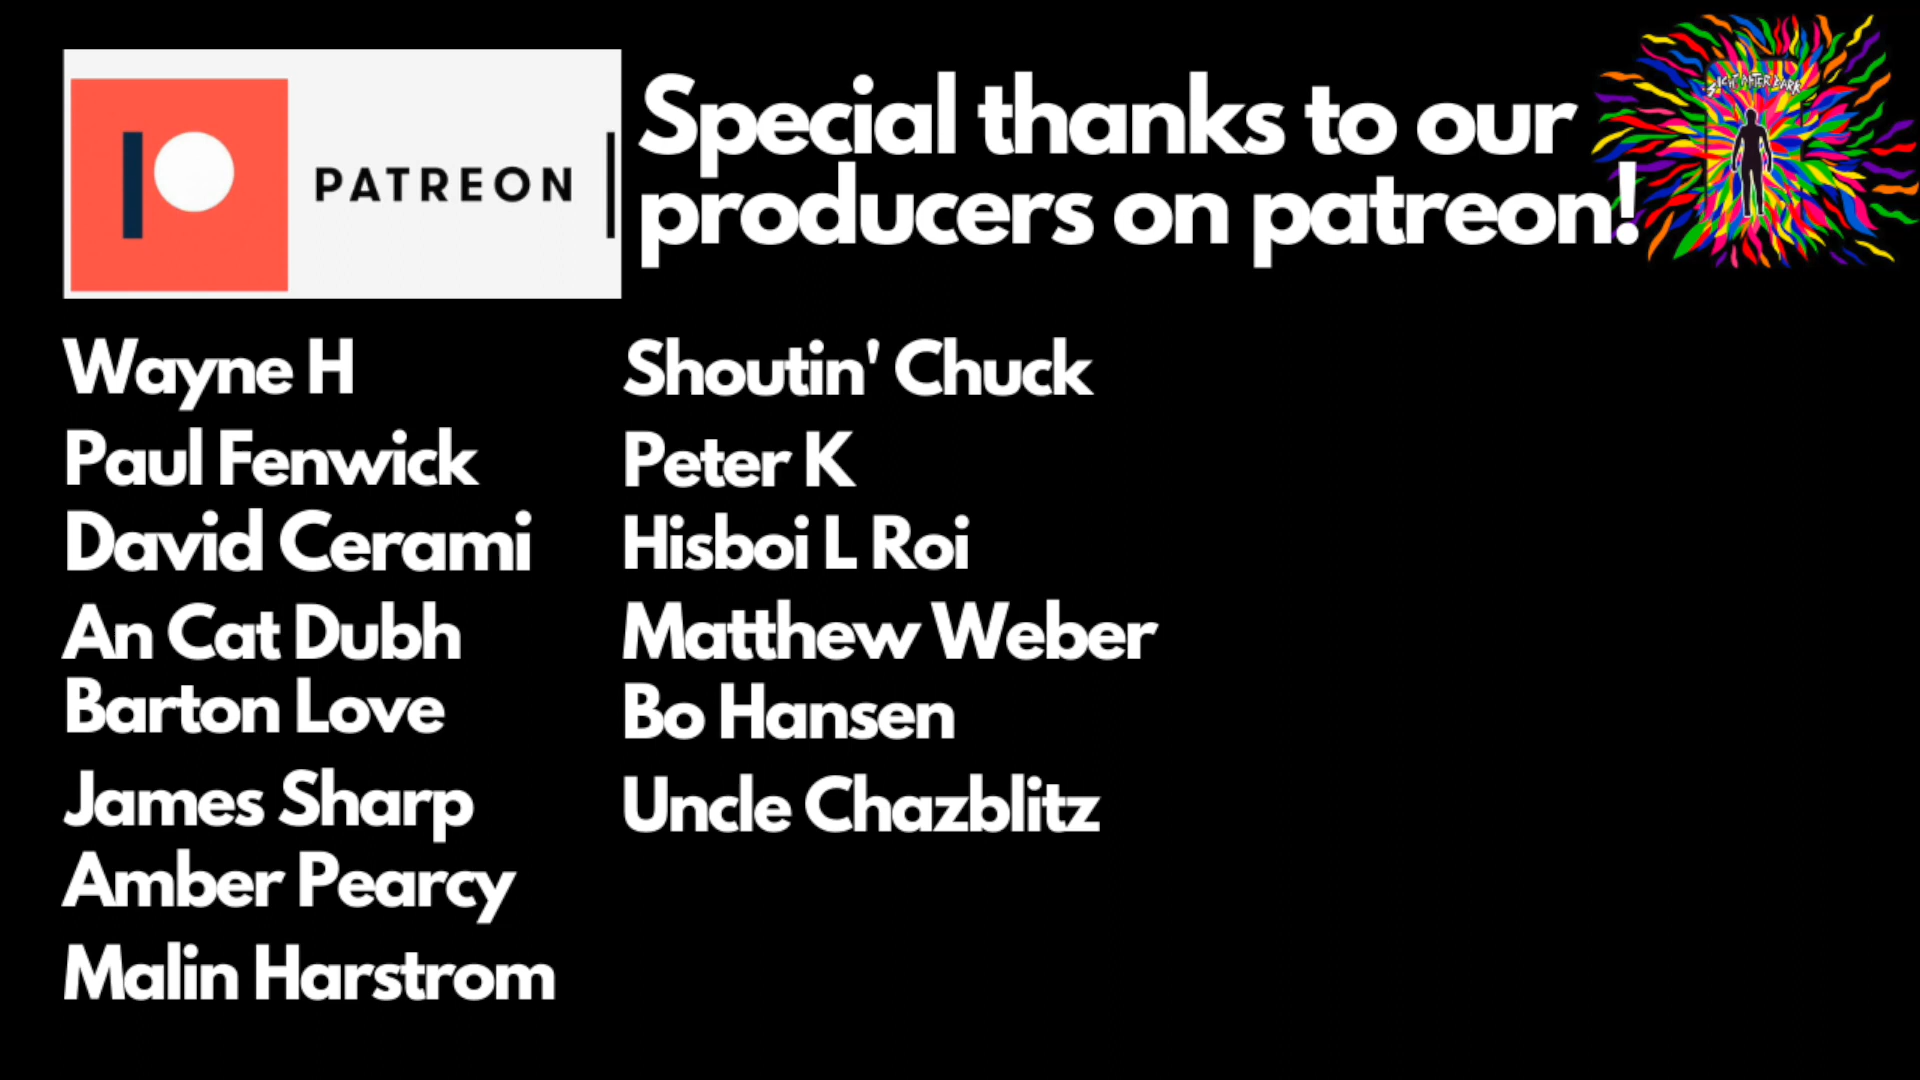 PATREON
Special thanks to our
producers on patreon!
Wayne H
Paul Fenwick
David Cerami
An Cat Dubh
Barton Love
James Sharp
Amber Pearcy
Malin Harstrom
Shoutin' Chuck
Peter K
Hisboi L Roi
Matthew Weber
Bo Hansen
Uncle Chazblitz